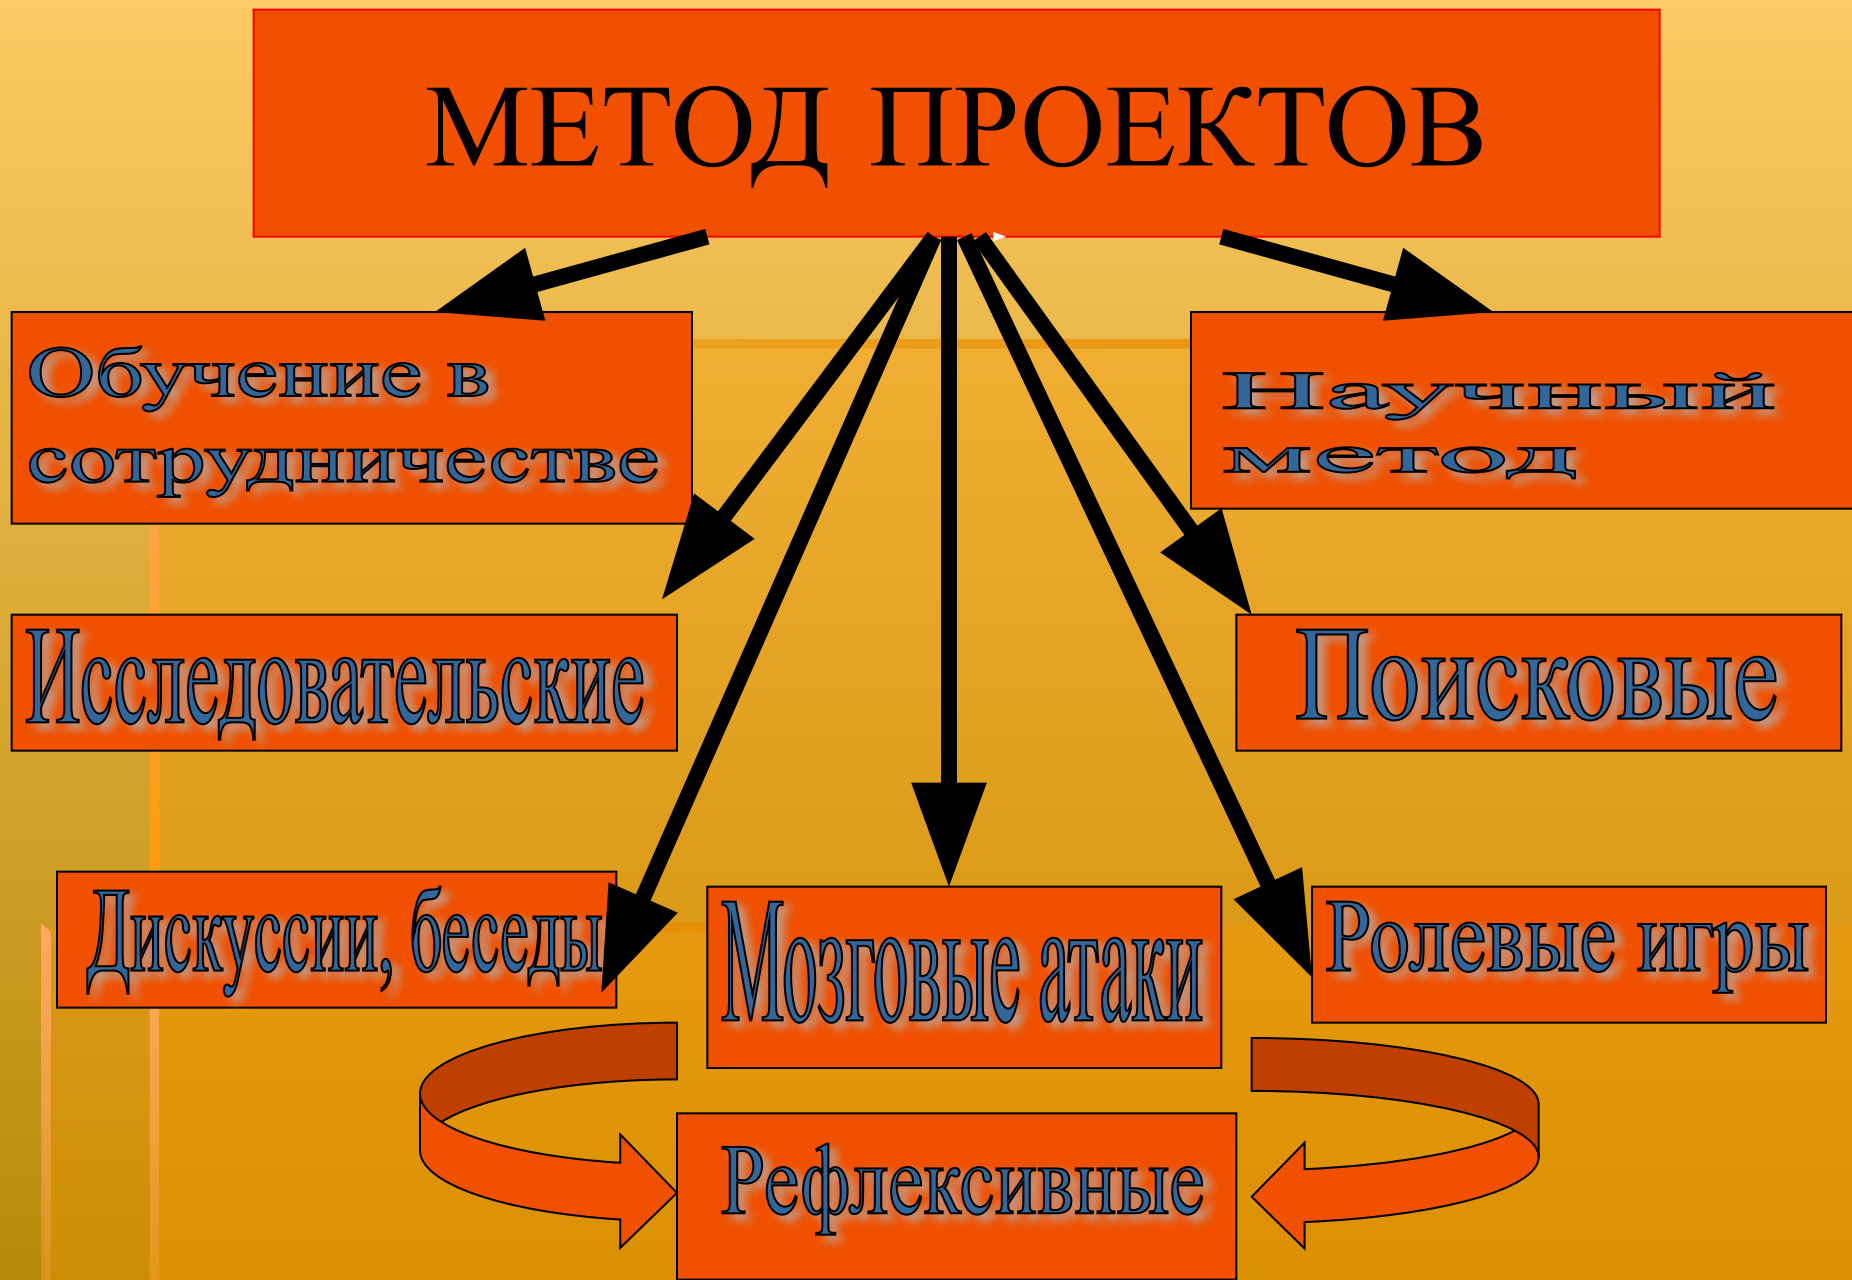 МЕТОД ПРОЕКТОВ
Обучение в
сотрудничестве
Научный
метод
Исследовательские
Поисковые
Дискуссии, беседы
Мозговые атаки
Ролевые игры
Рефлексивные